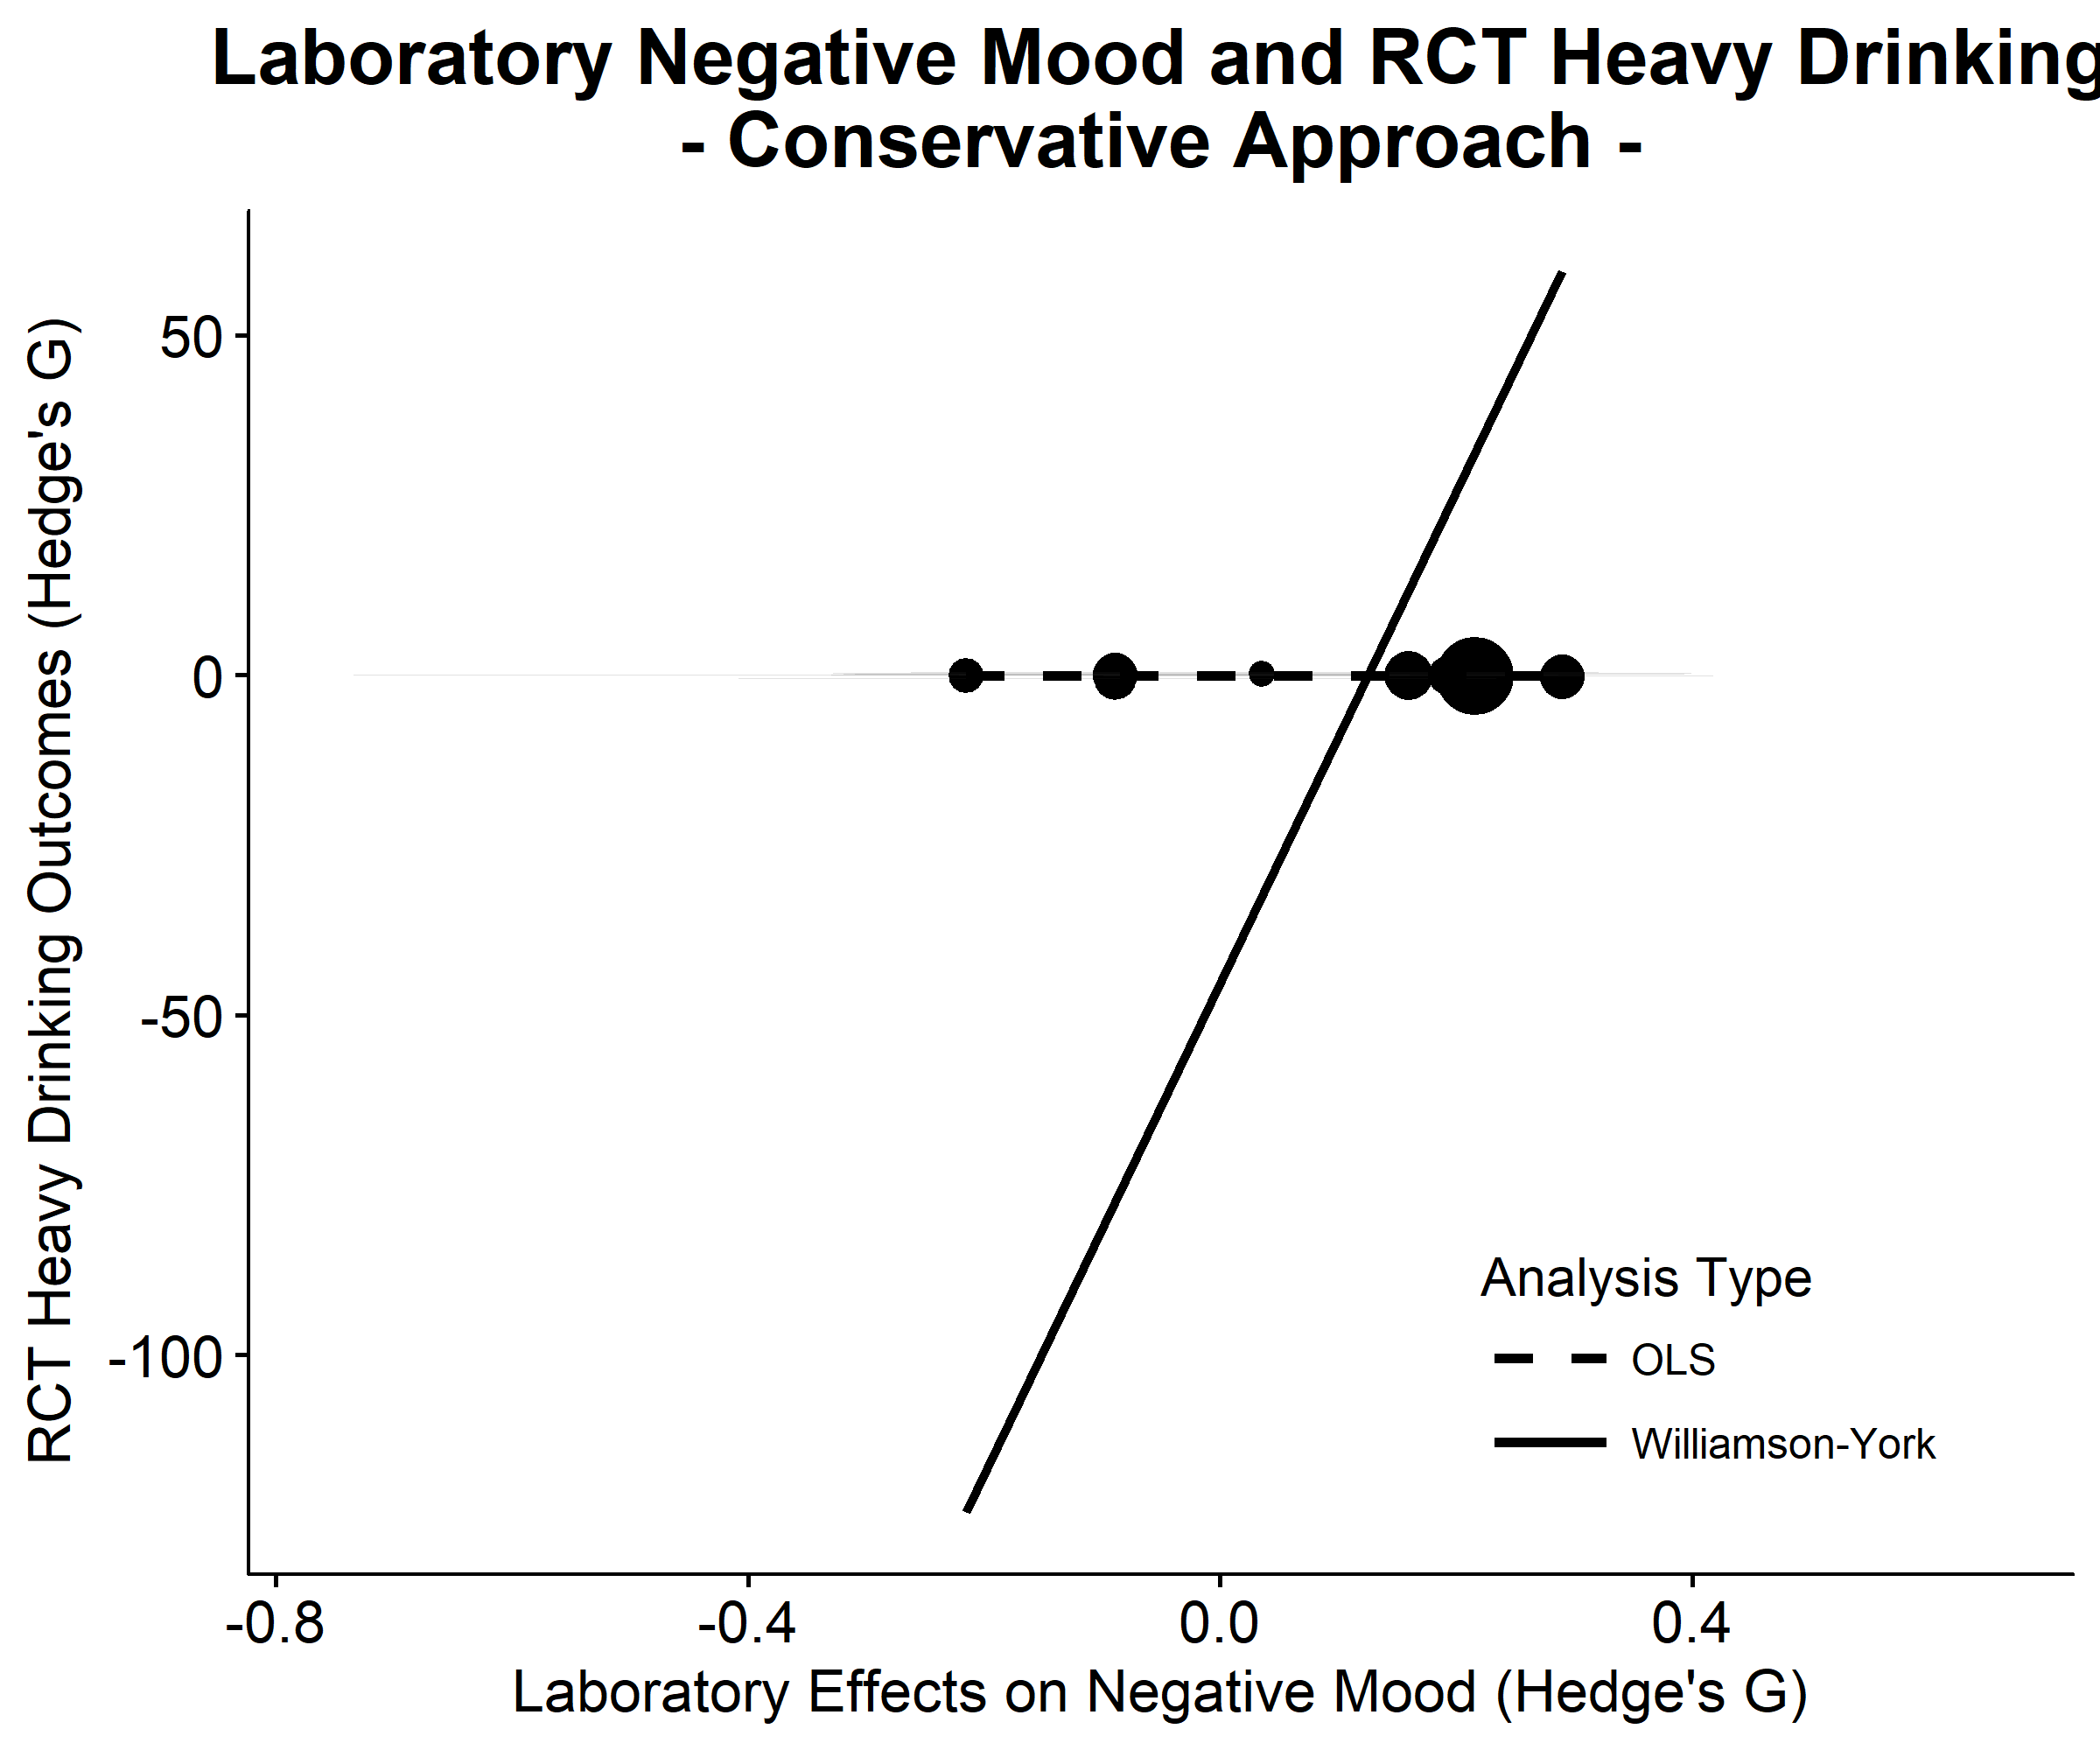 Laboratory Negative Mood and RCT Heavy Drinking
- Conservative Approach -
RCT Heavy Drinking Outcomes (Hedge's G)
50
0
-50
-100
Analysis Type
OLS
Williamson-York
-0.8
-0.4
0.0
0.4
Laboratory Effects on Negative Mood (Hedge's G)